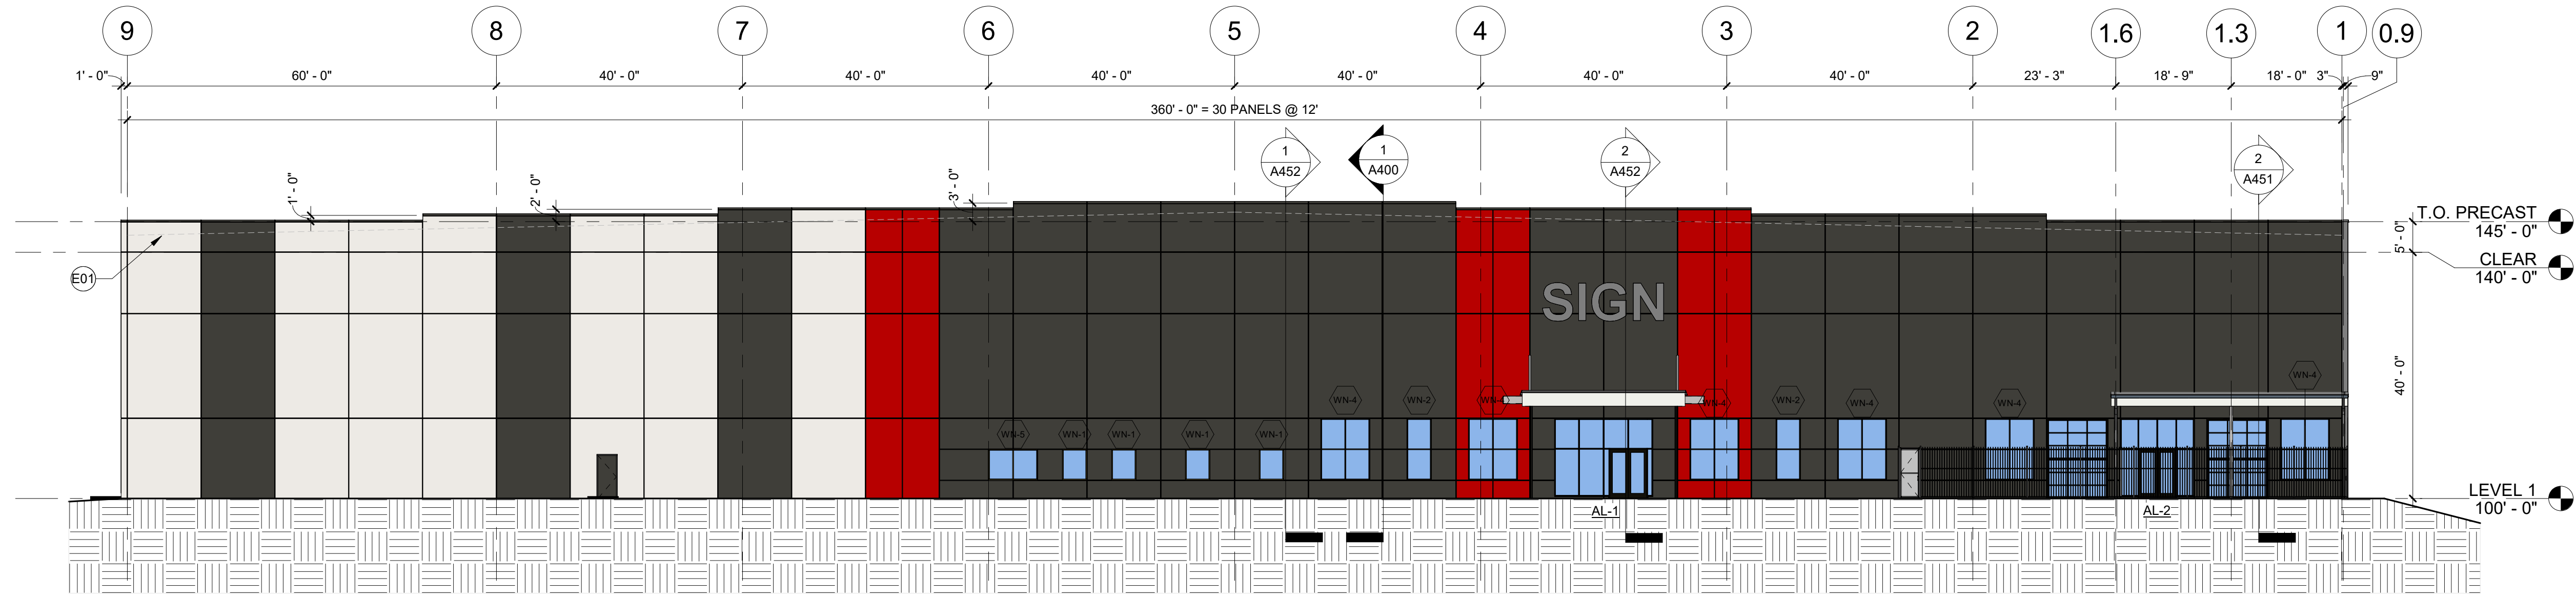 9
8
7
6
5
4
3
2
1.6
1.3
1
0.9
1' - 0"
60' - 0"
40' - 0"
40' - 0"
40' - 0"
40' - 0"
40' - 0"
40' - 0"
23' - 3"
18' - 9"
18' - 0"
3"
9"
360' - 0" = 30 PANELS @ 12'
1
A452
1
A400
2
A452
2
A451
1' - 0"
2' - 0"
3' - 0"
T.O. PRECAST
145' - 0"
5' - 0"
CLEAR
140' - 0"
E01
SIGN
40' - 0"
WN-4
WN-4
WN-2
WN-4
WN-4
WN-2
WN-4
WN-4
WN-5
WN-1
WN-1
WN-1
WN-1
LEVEL 1
100' - 0"
AL-1
AL-2